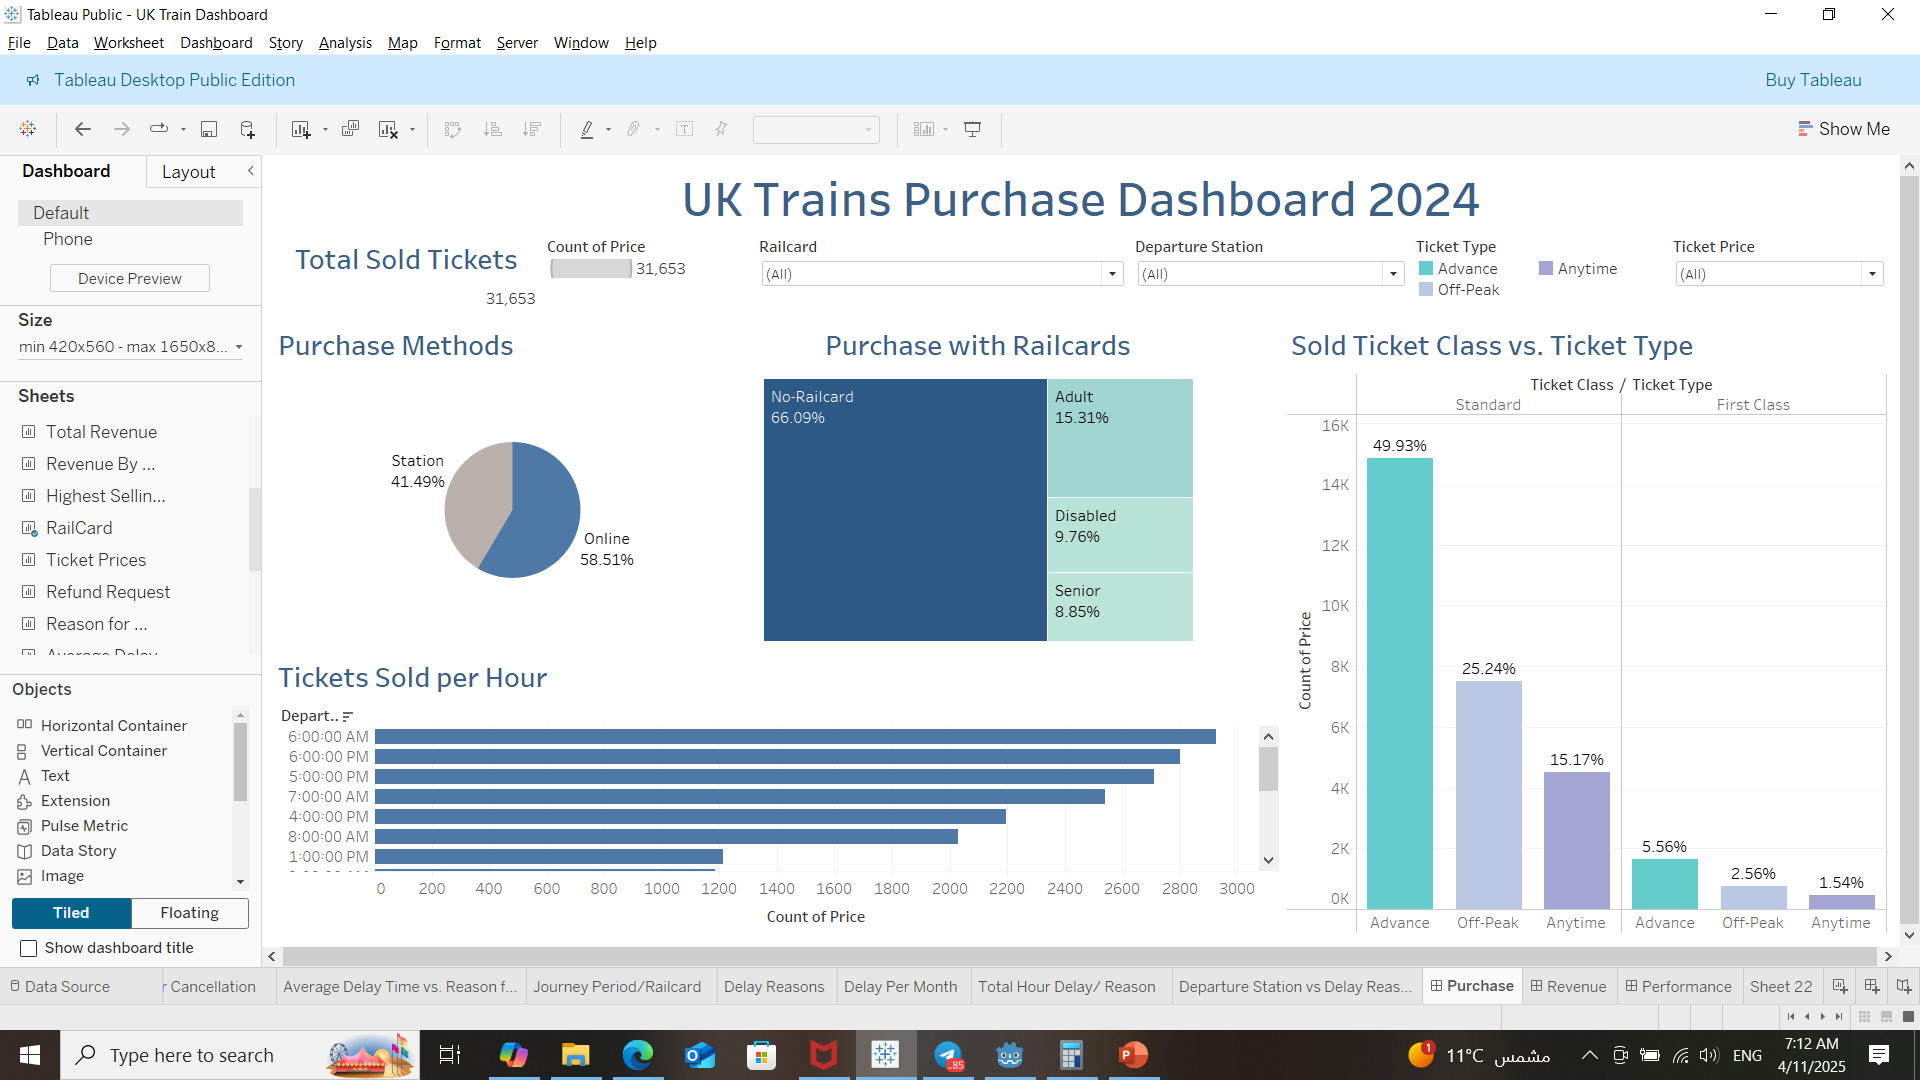 Tableau Public - UK Train Dashboard
File Data Worksheet Dashboard Story Analysis Map Format Server Window Help
Tableau Desktop Public Edition
Buy Tableau
Show Me
Dashboard
Layout
Default
Phone
Device Preview
Size
min 420x560 - max 1650x8...
Sheets
Total Revenue
Revenue By ...
Highest Sellin...
RailCard
Ticket Prices
Refund Request
Reason for ...
Average Delay
Objects
Horizontal Container
Vertical Container
Text
Extension
Pulse Metric
Data Story
Image
Tiled
Floating
Show dashboard title
UK Trains Purchase Dashboard 2024
Total Sold Tickets
31,653
Count of Price
31,653
Railcard
(All)
Departure Station
(All)
Ticket Type
Advance
Anytime
Off-Peak
Ticket Price
(All)
Purchase Methods
Station
41.49%
Online
58.51%
Purchase with Railcards
No-Railcard
66.09%
Adult
15.31%
Disabled
9.76%
Senior
8.85%
Sold Ticket Class vs. Ticket Type
Ticket Class / Ticket Type
Standard
First Class
16K
14K
12K
10K
8K
6K
4K
2K
0K
Count of Price
49.93%
25.24%
15.17%
5.56%
2.56%
1.54%
Advance Off-Peak Anytime Advance Off-Peak Anytime
Tickets Sold per Hour
Depart..
6:00:00 AM
6:00:00 PM
5:00:00 PM
7:00:00 AM
4:00:00 PM
8:00:00 AM
1:00:00 PM
0 200 400 600 800 1000 1200 1400 1600 1800 2000 2200 2400 2600 2800 3000
Count of Price
Data Source
r Cancellation
Average Delay Time vs. Reason f...
Journey Period/Railcard
Delay Reasons
Delay Per Month
Total Hour Delay/ Reason
Departure Station vs Delay Reas...
Purchase
Revenue
Performance
Sheet 22
Type here to search
..85
1
11°C مشمس
ENG
7:12 AM
4/11/2025